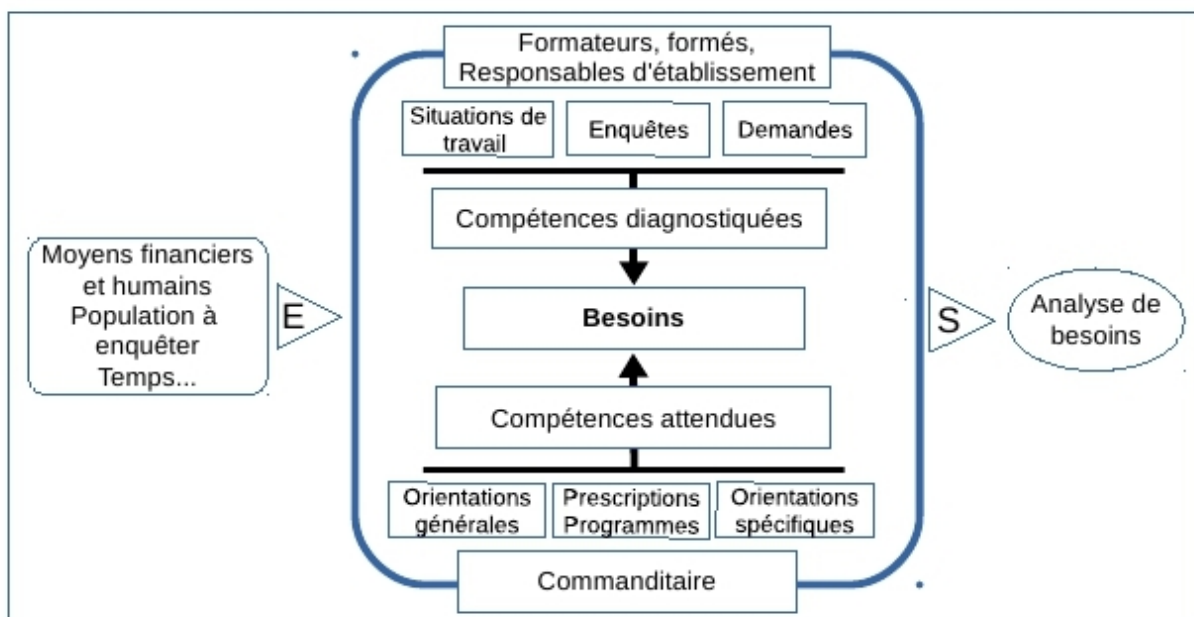 Formateurs, formés,
Responsables d'établissement
Situations de
travail
Enquêtes
Demandes
Compétences diagnostiquées
Moyens financiers
et humains
Population à
enquêter
Temps...
E
Besoins
S
Analyse de
besoins
Compétences attendues
Orientations
générales
Prescriptions
Programmes
Orientations
spécifiques
Commanditaire